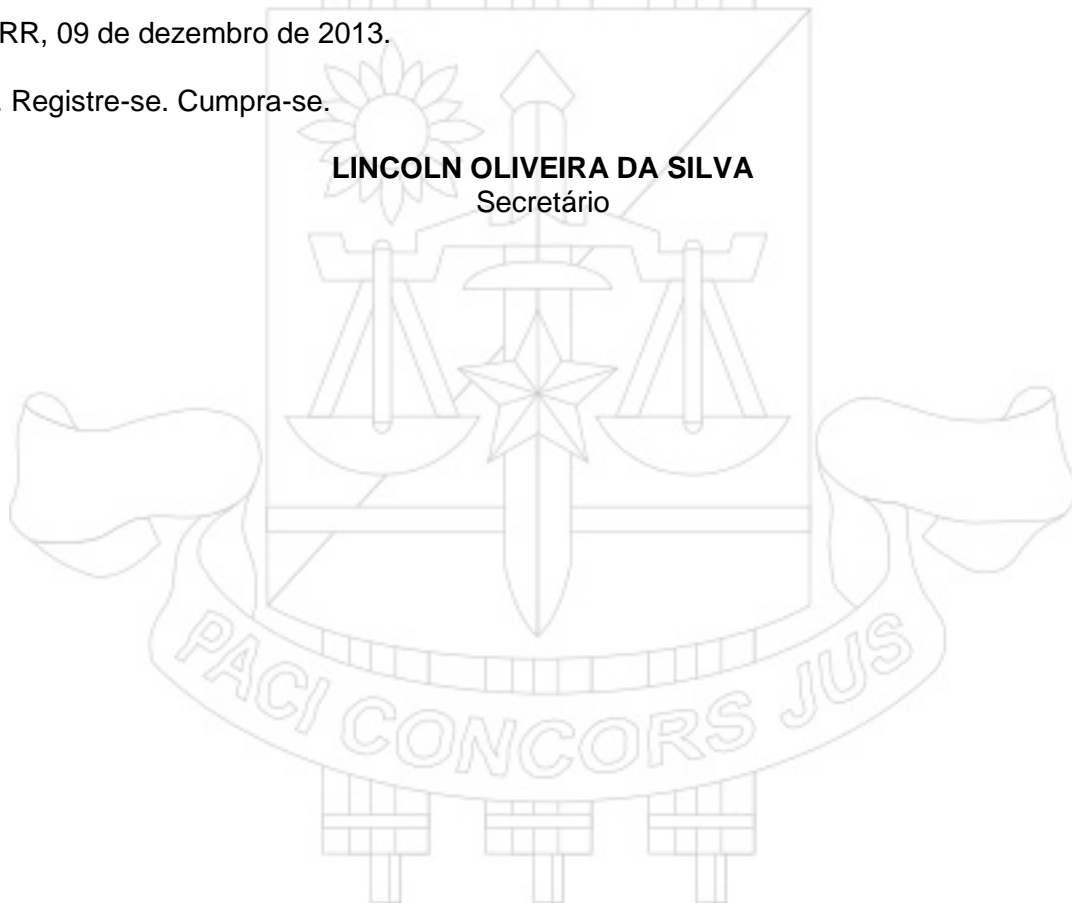 RR, 09 de dezembro de 2013.
. Registre-se. Cumpra-se.
LINCOLN OLIVEIRA DA SILVA
Secretário
PACI CONCORS JUS